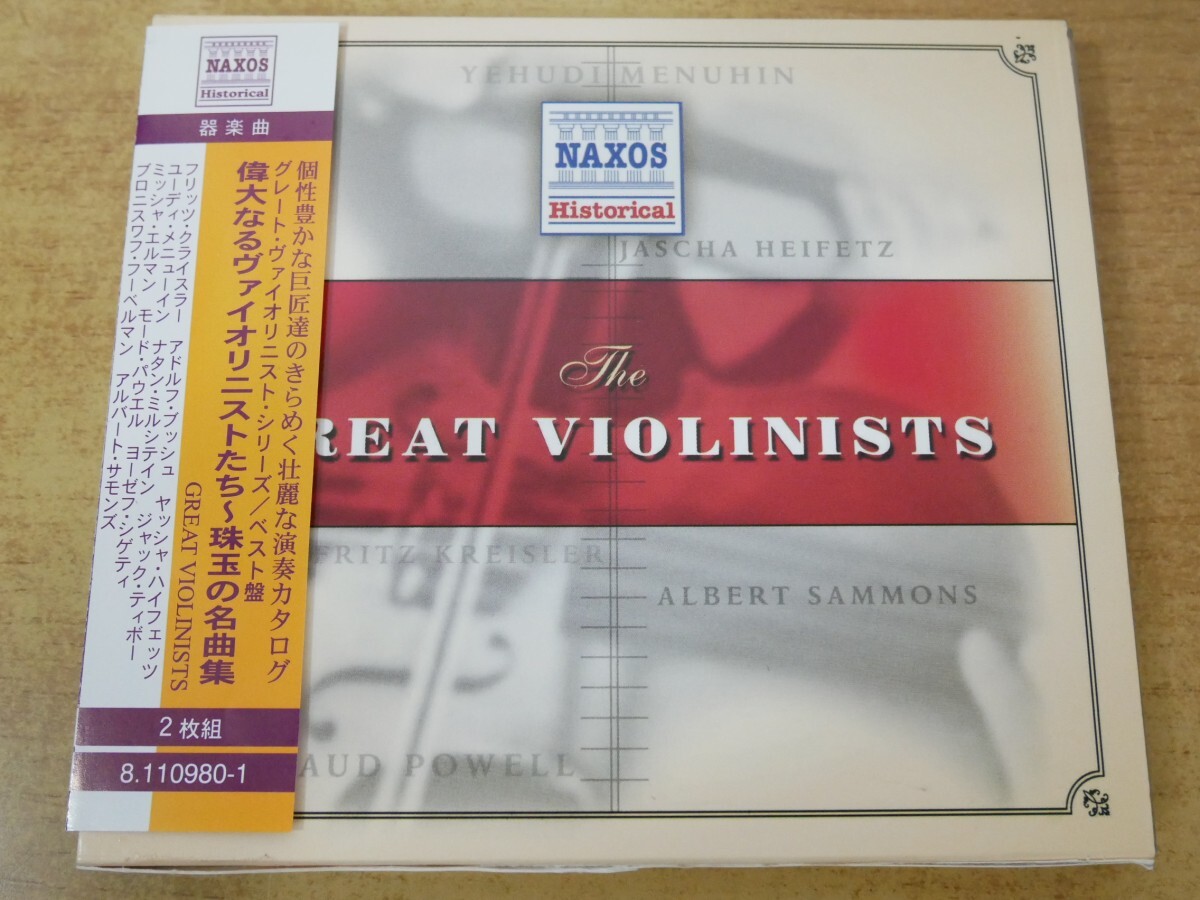 NAXOS
Historical
器楽曲
個性豊かな巨匠達のきらめく壮麗な演奏カタログ
グレート・ヴァイオリニスト・シリーズ/ベスト盤
偉大なるヴァイオリニストたち〜珠玉の名曲集
GREAT VIOLINISTS
フリッツ・クライスラー アドルフ・ブッシュ ヤッシャ・ハイフェッツ
ユーディ・メニューイン ナタン・ミルシテイン ジャック・ティボー
ミッシャ・エルマン モード・パウエル ヨーゼフ・シゲティ
ブロニスワフ・フーベルマン アルバート・サモンズ
2枚組
8.110980-1
YEHUDI MENUHIN
NAXOS
Historical
JASCHA HEIFETZ
The
REAT VIOLINISTS
FRITZ KREISLER
ALBERT SAMMONS
AUD POWELL